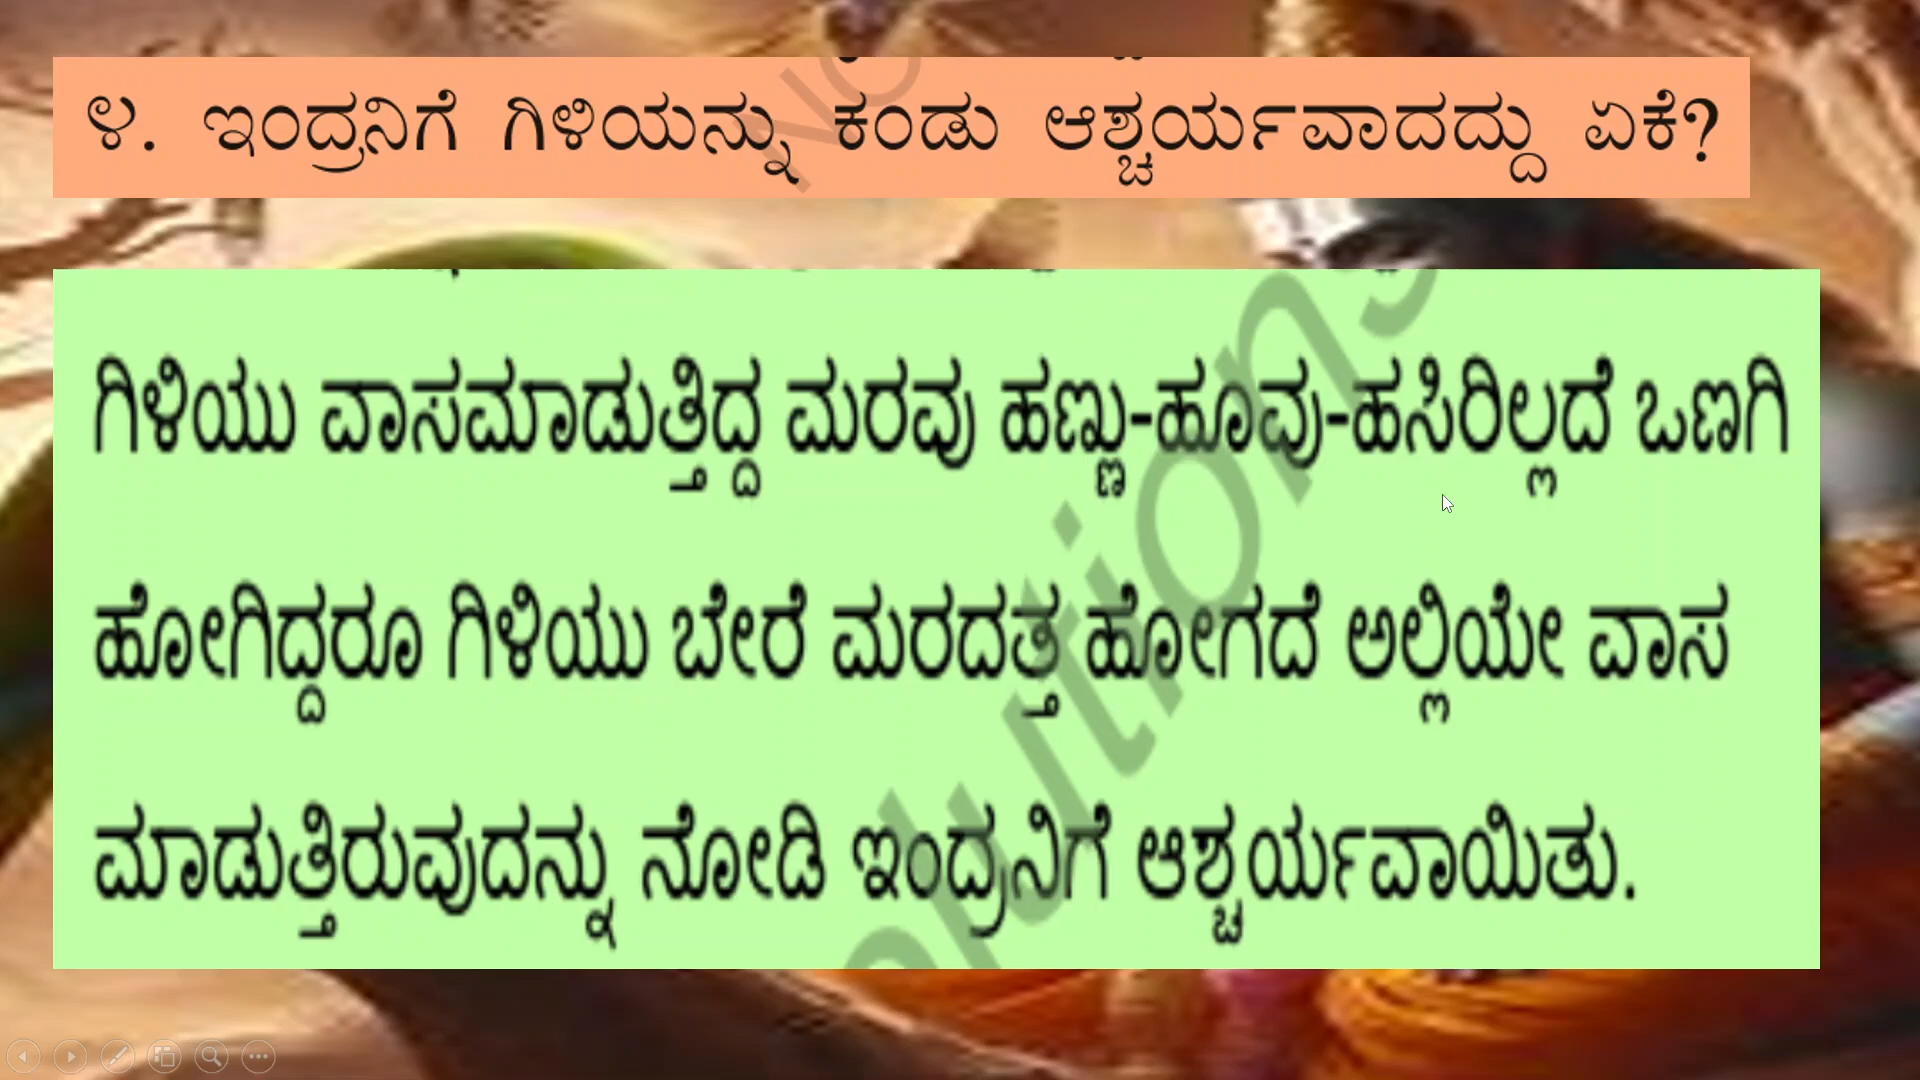 ೪. ಇಂದ್ರನಿಗೆ ಗಿಳಿಯನ್ನು ಕಂಡು ಆಶ್ಚರ್ಯವಾದದ್ದು ಏಕೆ?
ಗಿಳಿಯು ವಾಸಮಾಡುತ್ತಿದ್ದ ಮರವು ಹಣ್ಣು-ಹೂವು-ಹಸಿರಿಲ್ಲದೆ ಒಣಗಿ
ಹೋಗಿದ್ದರೂ ಗಿಳಿಯು ಬೇರೆ ಮರದತ್ತ ಹೋಗದೆ ಅಲ್ಲಿಯೇ ವಾಸ
ಮಾಡುತ್ತಿರುವುದನ್ನು ನೋಡಿ ಇಂದ್ರನಿಗೆ ಆಶ್ಚರ್ಯವಾಯಿತು.